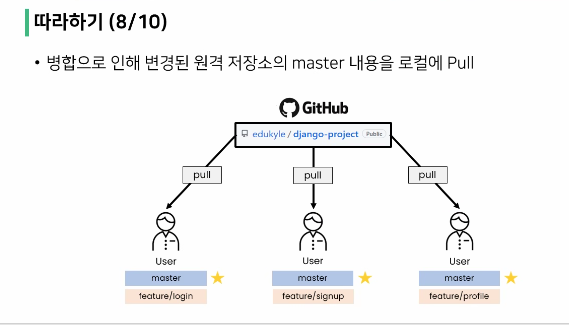 따라하기 (8/10)
• 병합으로 인해 변경된 원격 저장소의 master 내용을 로컬에 Pull
GitHub
edukyle / django-project Public
pull pull pull
User User User
master master master
feature/login feature/signup feature/profile